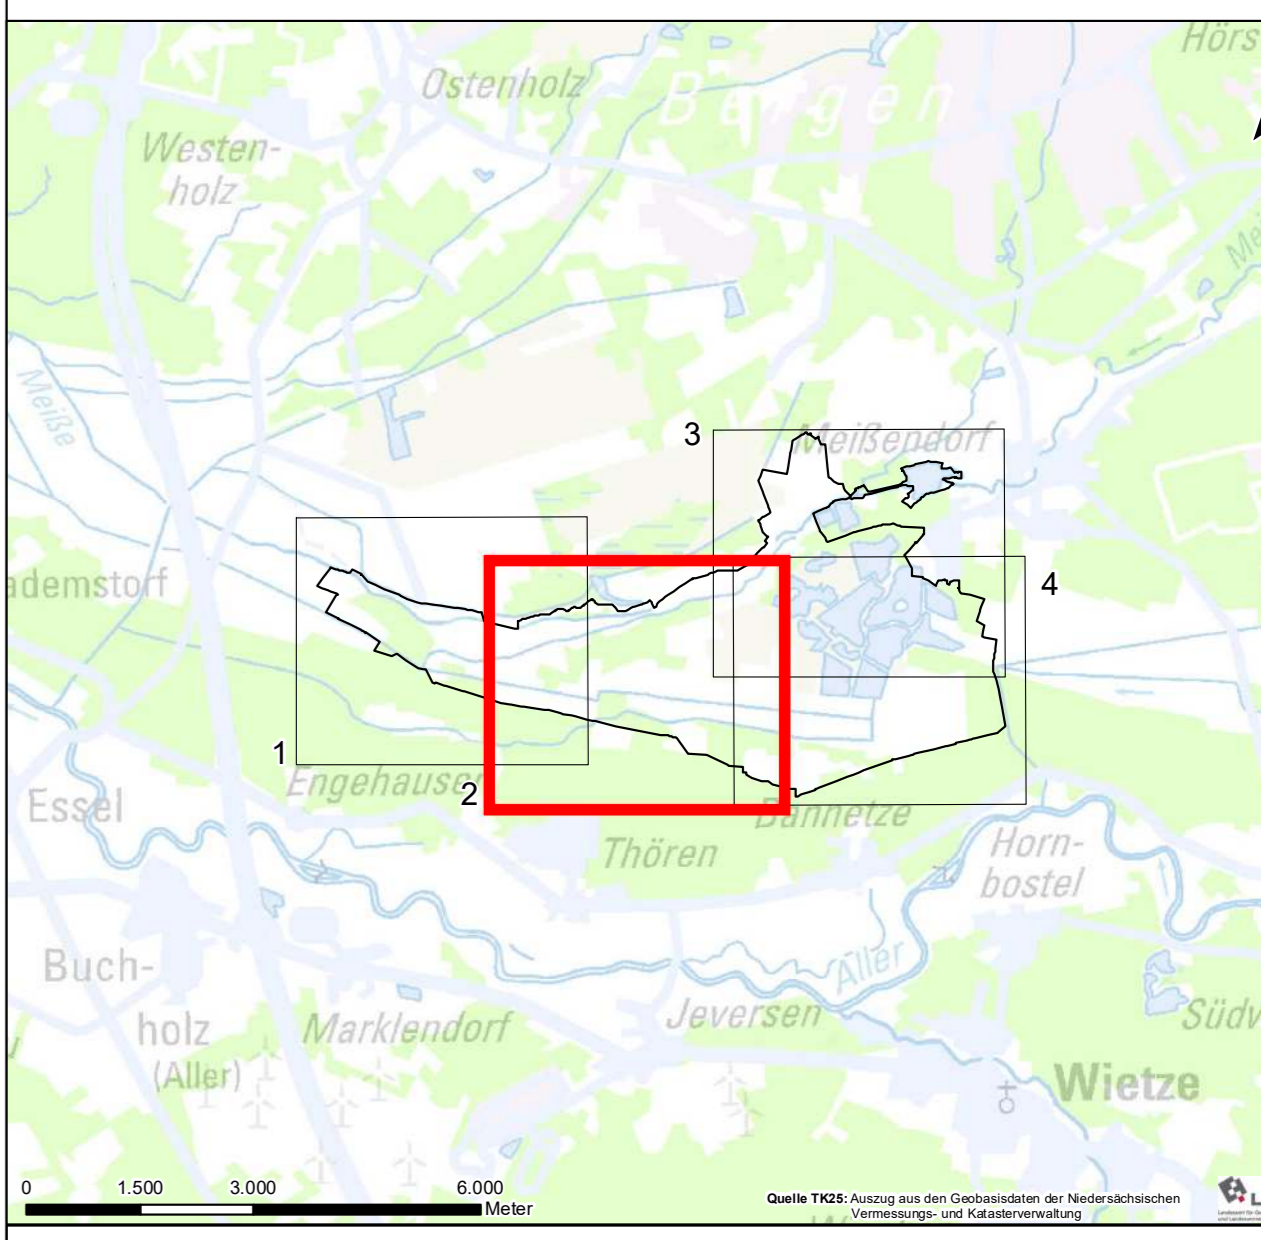 Hörs
Ostenholz
Bergen
Westen-
holz
Mei
Meiße
3
Meißendorf
ademstorf
4
1
Engehausen
2
Essel
Bannetze
Thören
Horn-
bostel
Aller
Buch-
holz
(Aller)
Marklendorf
Jeversen
Südw
Wietze
0 1.500 3.000 6.000
Meter
Quelle TK25: Auszug aus den Geobasisdaten der Niedersächsischen
Vermessungs- und Katasterverwaltung